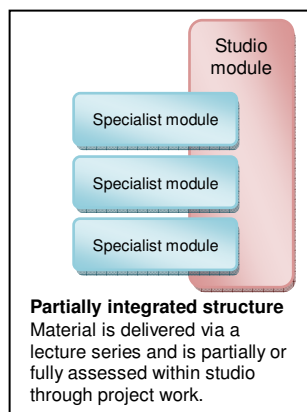 Studio
module
Specialist module
Specialist module
Specialist module
Partially integrated structure
Material is delivered via a
lecture series and is partially or
fully assessed within studio
through project work.